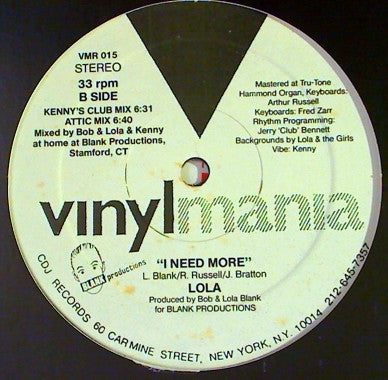 VMR 015
STEREO
33 rpm
B SIDE
KENNY'S CLUB MIX 6:31
ATTIC MIX 6:40
Mixed by Bob & Lola & Kenny
at home at Blank Productions,
Stamford, CT
Mastered at Tru-Tone
Hammond Organ, Keyboards:
Arthur Russell
Keyboards: Fred Zarr
Rhythm Programming:
Jerry 'Club' Bennett
Backgrounds by Lola & the Girls
Vibe: Kenny
vinylmania
BLANK productions
"I NEED MORE"
L. Blank/R. Russell/J. Bratton
LOLA
Produced by Bob & Lola Blank
for BLANK PRODUCTIONS
CDJ RECORDS 60 CARMINE STREET, NEW YORK, N.Y. 10014 212-645-7357